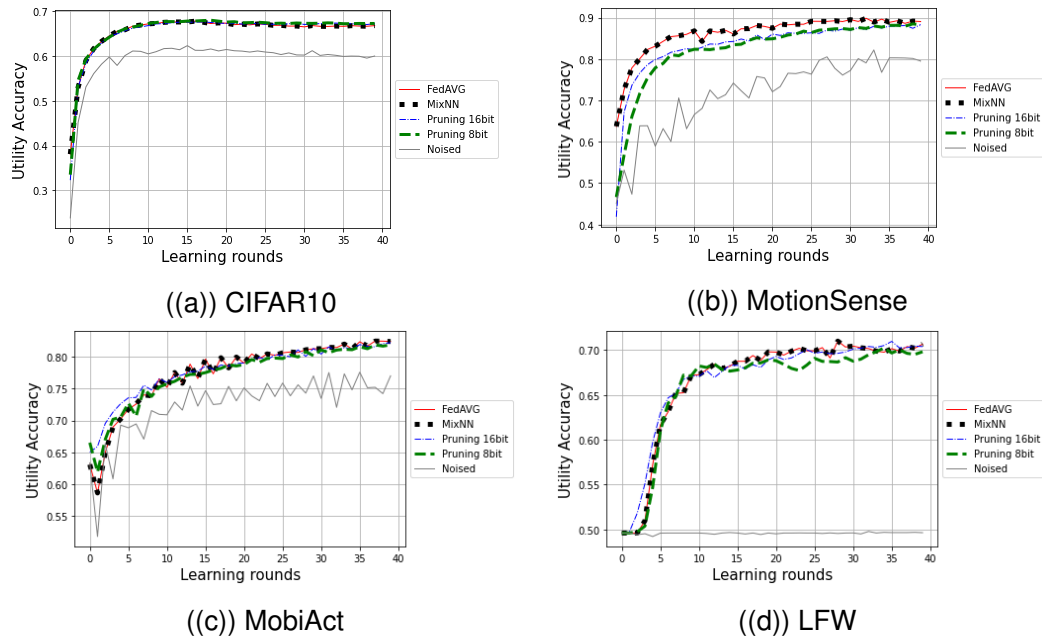 0.7
0.6
0.5
0.4
0.3
Utility Accuracy
0 5 10 15 20 25 30 35 40
Learning rounds
FedAVG
MixNN
Pruning 16bit
Pruning 8bit
Noised
((a)) CIFAR10
0.9
0.8
0.7
0.6
0.5
0.4
Utility Accuracy
0 5 10 15 20 25 30 35 40
Learning rounds
FedAVG
MixNN
Pruning 16bit
Pruning 8bit
Noised
((b)) MotionSense
0.80
0.75
0.70
0.65
0.60
0.55
Utility Accuracy
0 5 10 15 20 25 30 35 40
Learning rounds
FedAVG
MixNN
Pruning 16bit
Pruning 8bit
Noised
((c)) MobiAct
0.70
0.65
0.60
0.55
0.50
Utility Accuracy
0 5 10 15 20 25 30 35 40
Learning rounds
FedAVG
MixNN
Pruning 16bit
Pruning 8bit
Noised
((d)) LFW